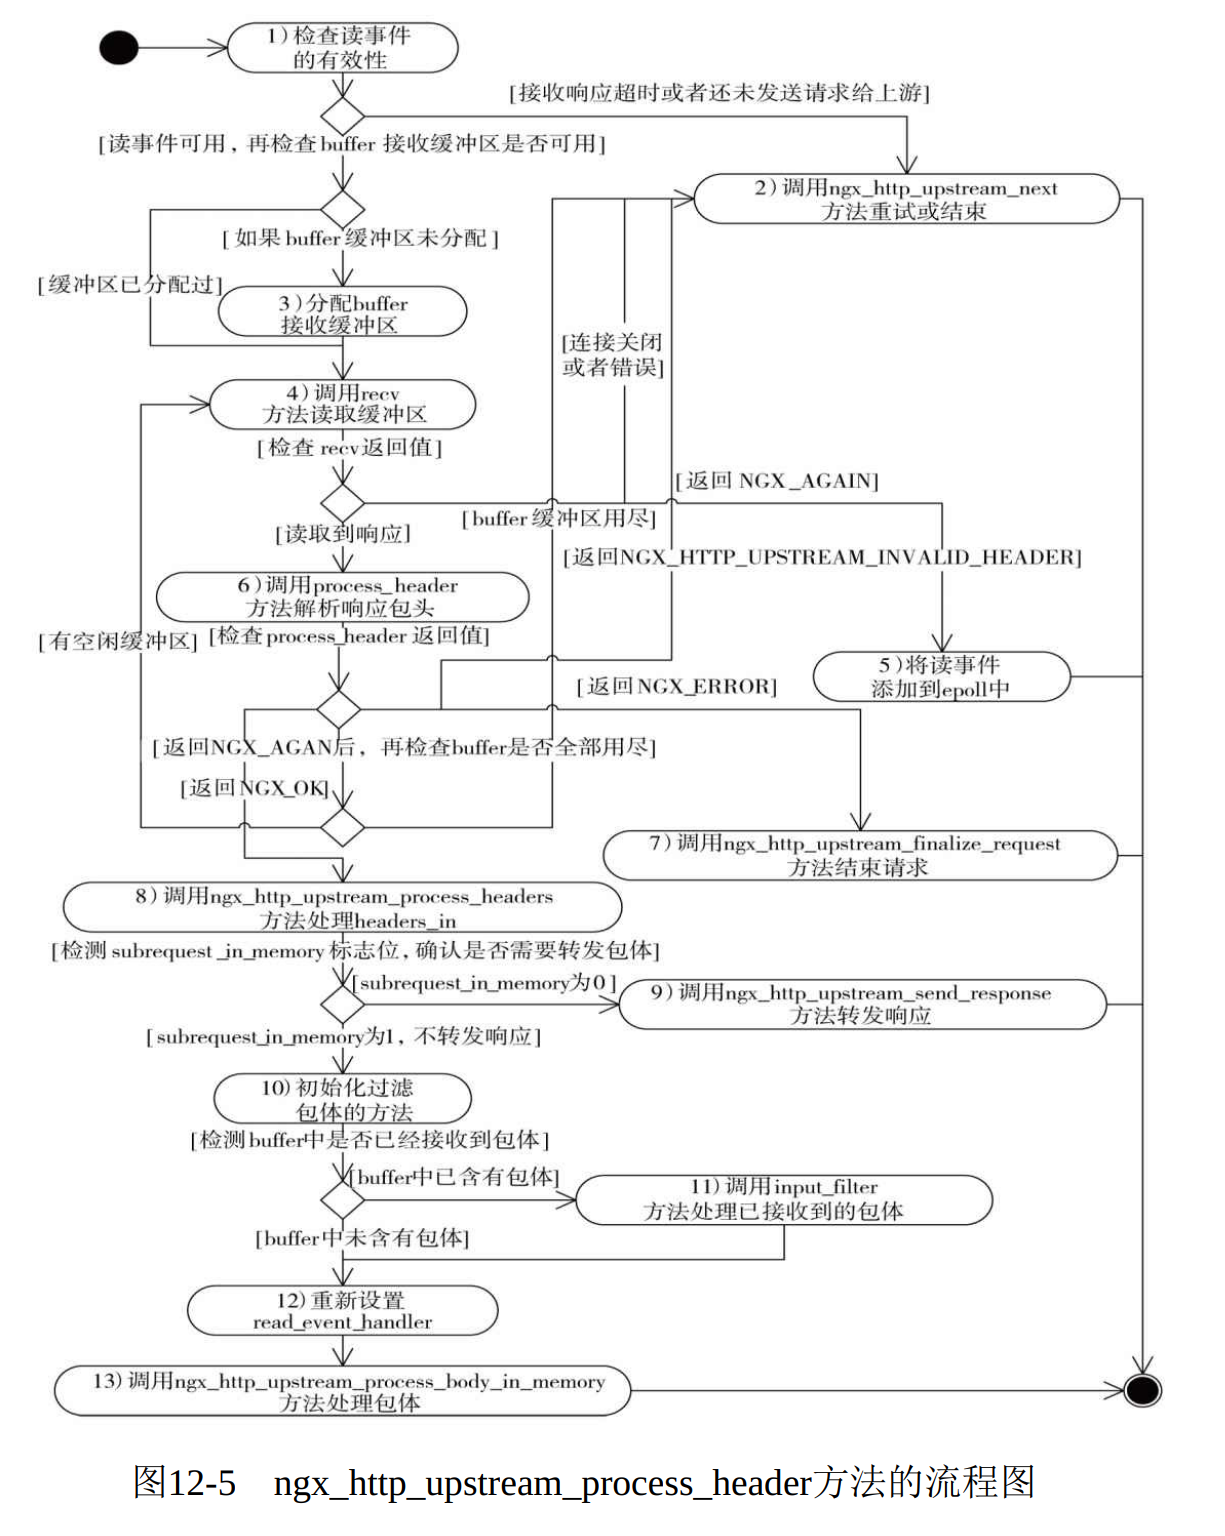 1)检查读事件
的有效性
[接收响应超时或者还未发送请求给上游]
[读事件可用，再检查buffer 接收缓冲区是否可用]
2)调用ngx_http_upstream_next
方法重试或结束
[如果buffer缓冲区未分配]
[缓冲区已分配过]
3)分配buffer
接收缓冲区
[连接关闭
或者错误]
4)调用recv
方法读取缓冲区
[检查 recv返回值]
[返回 NGX_AGAIN]
[buffer缓冲区用尽]
[读取到响应]
[返回NGX_HTTP_UPSTREAM_INVALID_HEADER]
6)调用process_header
方法解析响应包头
[有空闲缓冲区]
[检查process_header 返回值]
5)将读事件
添加到epoll中
[返回NGX_ERROR]
[返回NGX_AGAN后，再检查buffer是否全部用尽]
[返回NGX_OK]
7)调用ngx_http_upstream_finalize_request
方法结束请求
8)调用ngx_http_upstream_process_headers
方法处理headers_in
[检测 subrequest_in_memory 标志位，确认是否需要转发包体]
[subrequest_in_memory为0]
9)调用ngx_http_upstream_send_response
方法转发响应
[subrequest_in_memory为1，不转发响应]
10)初始化过滤
包体的方法
[检测buffer中是否已经接收到包体]
[buffer中已含有包体]
11)调用input_filter
方法处理已接收到的包体
[buffer中未含有包体]
12)重新设置
read_event_handler
13)调用ngx_http_upstream_process_body_in_memory
方法处理包体
图12-5 ngx_http_upstream_process_header方法的流程图